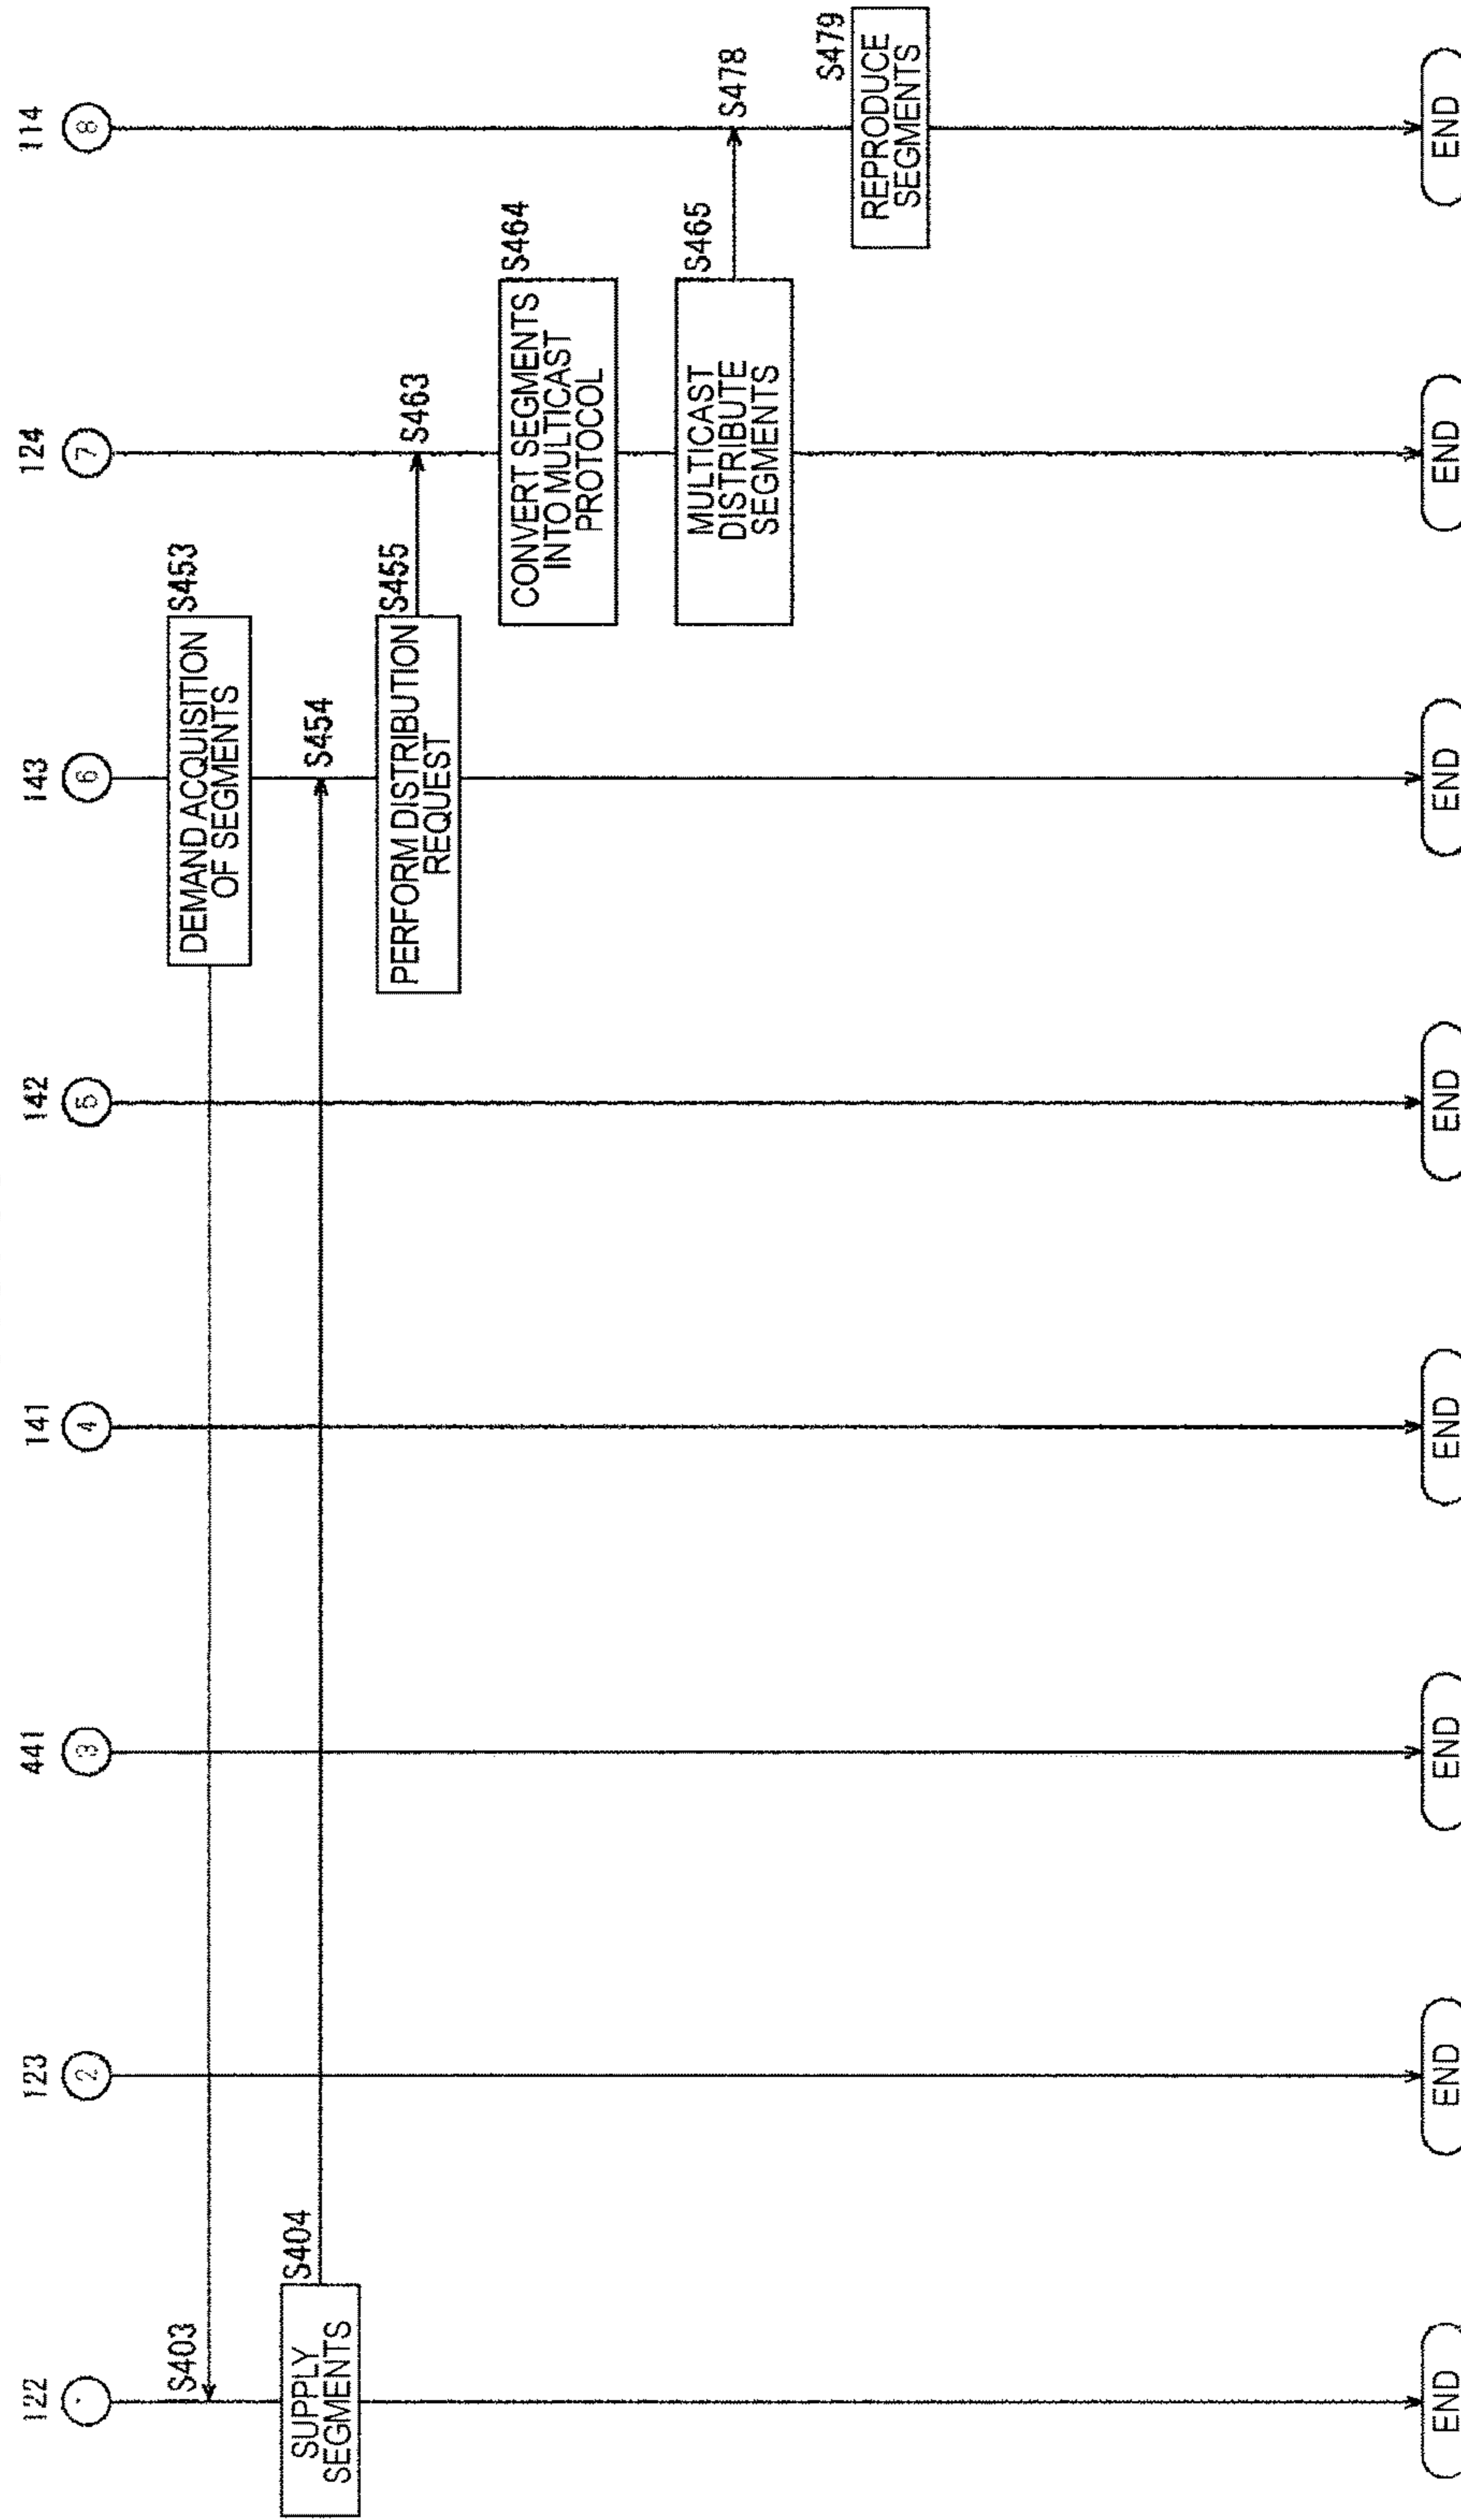 122
123
441
141
142
143
124
114
2
3
4
5
6
7
8
S403
DEMAND ACQUISITION
OF SEGMENTS
S453
SUPPLY
SEGMENTS
S404
S454
PERFORM DISTRIBUTION
REQUEST
S455
S463
CONVERT SEGMENTS
INTO MULTICAST
PROTOCOL
S464
MULTICAST
DISTRIBUTE
SEGMENTS
S465
S478
REPRODUCE
SEGMENTS
S479
END
END
END
END
END
END
END
END